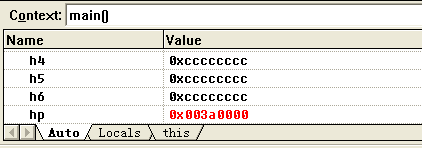 Context: main()
Name Value
h4 0xcccccccc
h5 0xcccccccc
h6 0xcccccccc
hp 0x003a0000
Auto Locals this